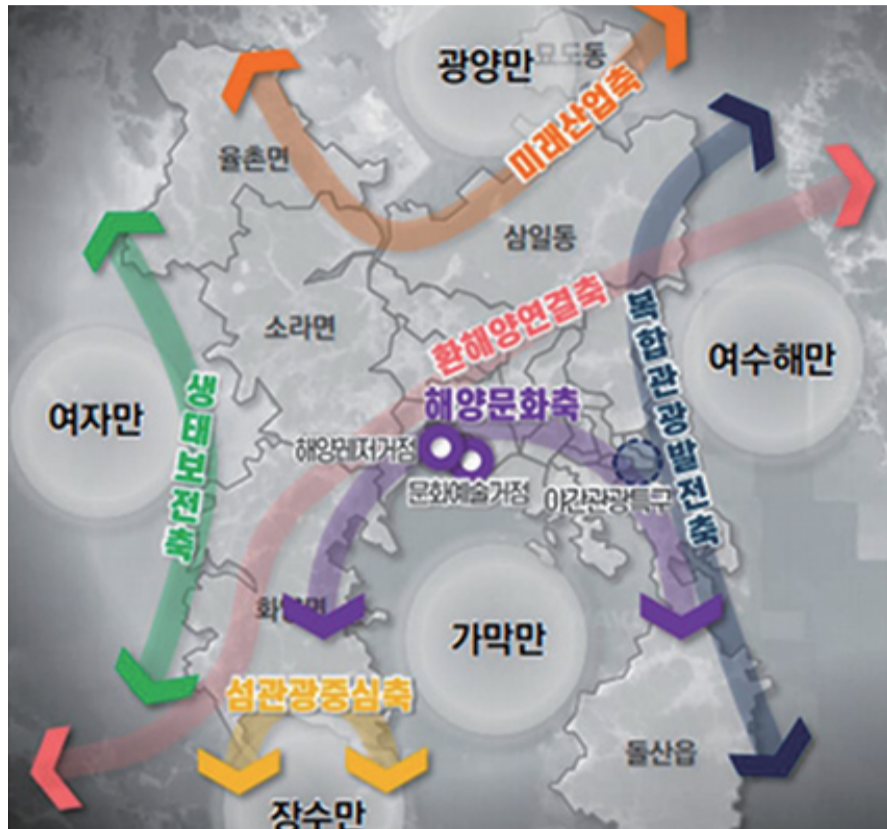 광양만
묘도동
미래산업축
율촌면
삼일동
소라면
환해양연결축
복합관광발전축
여수해만
여자만
생태보전축
해양문화축
해양레저거점
문화예술거점
야간관광특구
화양면
가막만
섬관광중심축
돌산읍
장수만